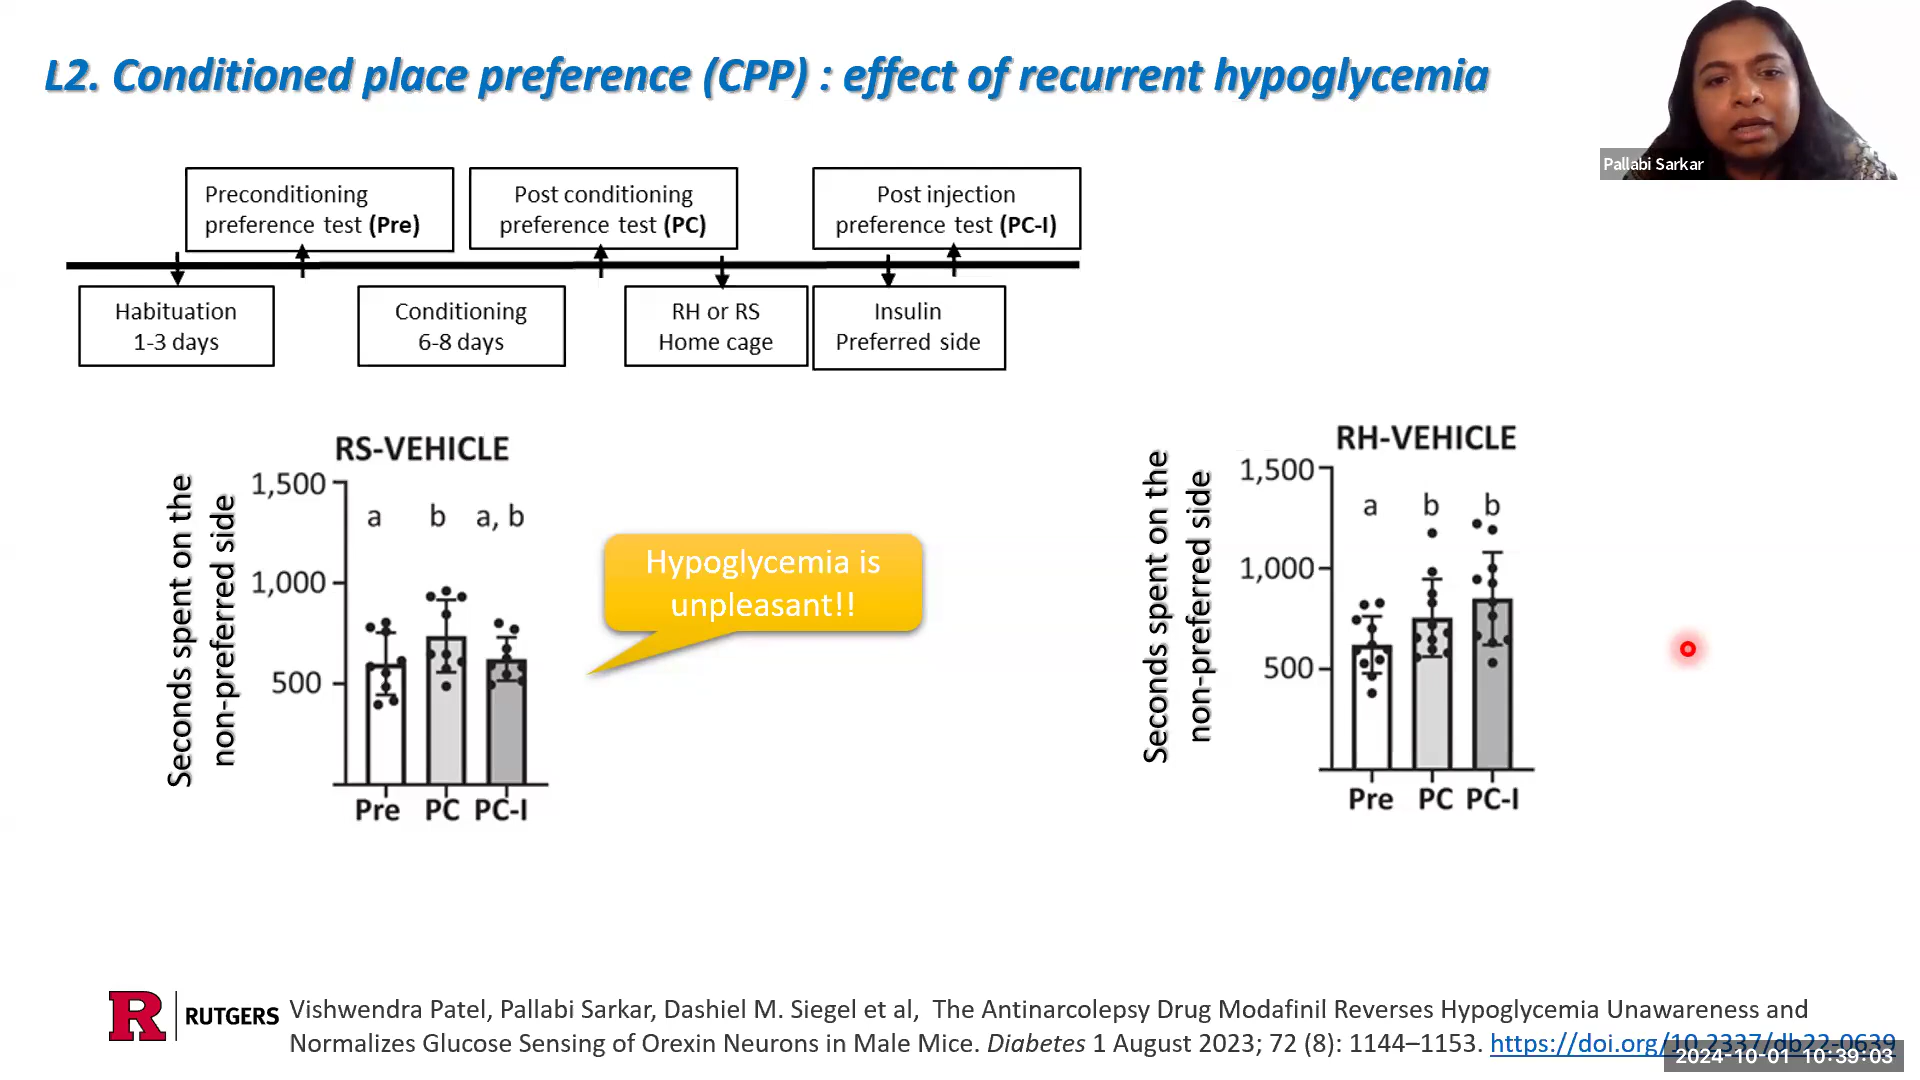 L2. Conditioned place preference (CPP) : effect of recurrent hypoglycemia
Pallabi Sarkar
Preconditioning
preference test (Pre)
Post conditioning
preference test (PC)
Post injection
preference test (PC-I)
Habituation
1-3 days
Conditioning
6-8 days
RH or RS
Home cage
Insulin
Preferred side
RS-VEHICLE
Seconds spent on the
non-preferred side
1,500
1,000
500
a b a, b
Pre PC PC-I
Hypoglycemia is
unpleasant!!
RH-VEHICLE
Seconds spent on the
non-preferred side
1,500
1,000
500
a b b
Pre PC PC-I
R RUTGERS
Vishwendra Patel, Pallabi Sarkar, Dashiel M. Siegel et al, The Antinarcolepsy Drug Modafinil Reverses Hypoglycemia Unawareness and
Normalizes Glucose Sensing of Orexin Neurons in Male Mice. Diabetes 1 August 2023; 72 (8): 1144–1153. https://doi.org/10.2337/db22-0639
2024-10-01 10:39:03